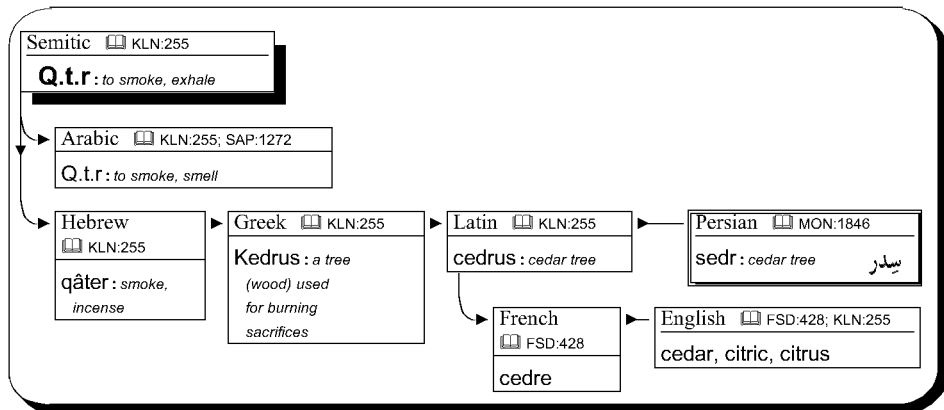 Semitic KLN:255
Q.t.r : to smoke, exhale
Arabic KLN:255; SAP:1272
Q.t.r : to smoke, smell
Hebrew
KLN:255
qâter : smoke,
incense
Greek KLN:255
Kedrus : a tree
(wood) used
for burning
sacrifices
Latin KLN:255
cedrus : cedar tree
Persian MON:1846
sedr : cedar tree سِدر
French
FSD:428
cedre
English FSD:428; KLN:255
cedar, citric, citrus